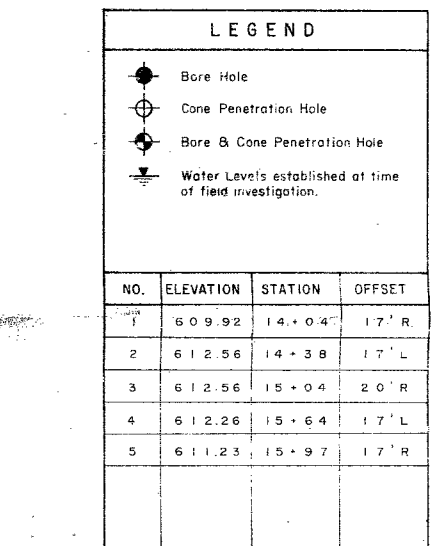 LEGEND
Bore Hole
Cone Penetration Hole
Bore & Cone Penetration Hole
Water Levels established at time
of field investigation.
NO. ELEVATION STATION OFFSET
1 609.92 14+04 17' R
2 612.56 14+38 17' L
3 612.56 15+04 20' R
4 612.26 15+64 17' L
5 611.23 15+97 17' R